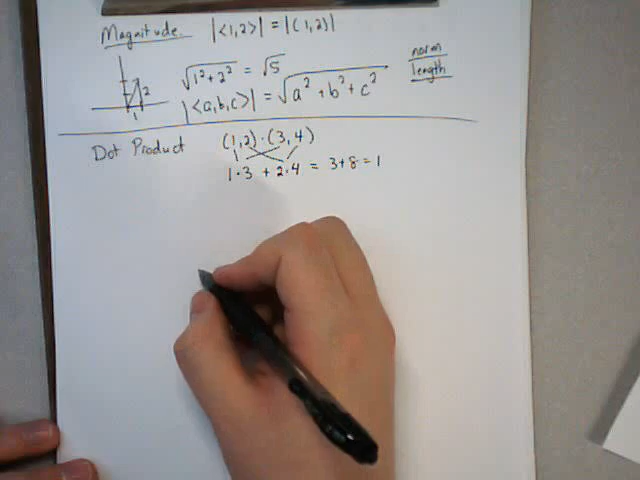 Magnitude. |<1,2>| = |(1,2)|
norm
length
2
1
√1²+2² = √5
|<a,b,c>| = √a²+b²+c²
Dot Product (1,2)·(3,4)
1·3 + 2·4 = 3+8=1